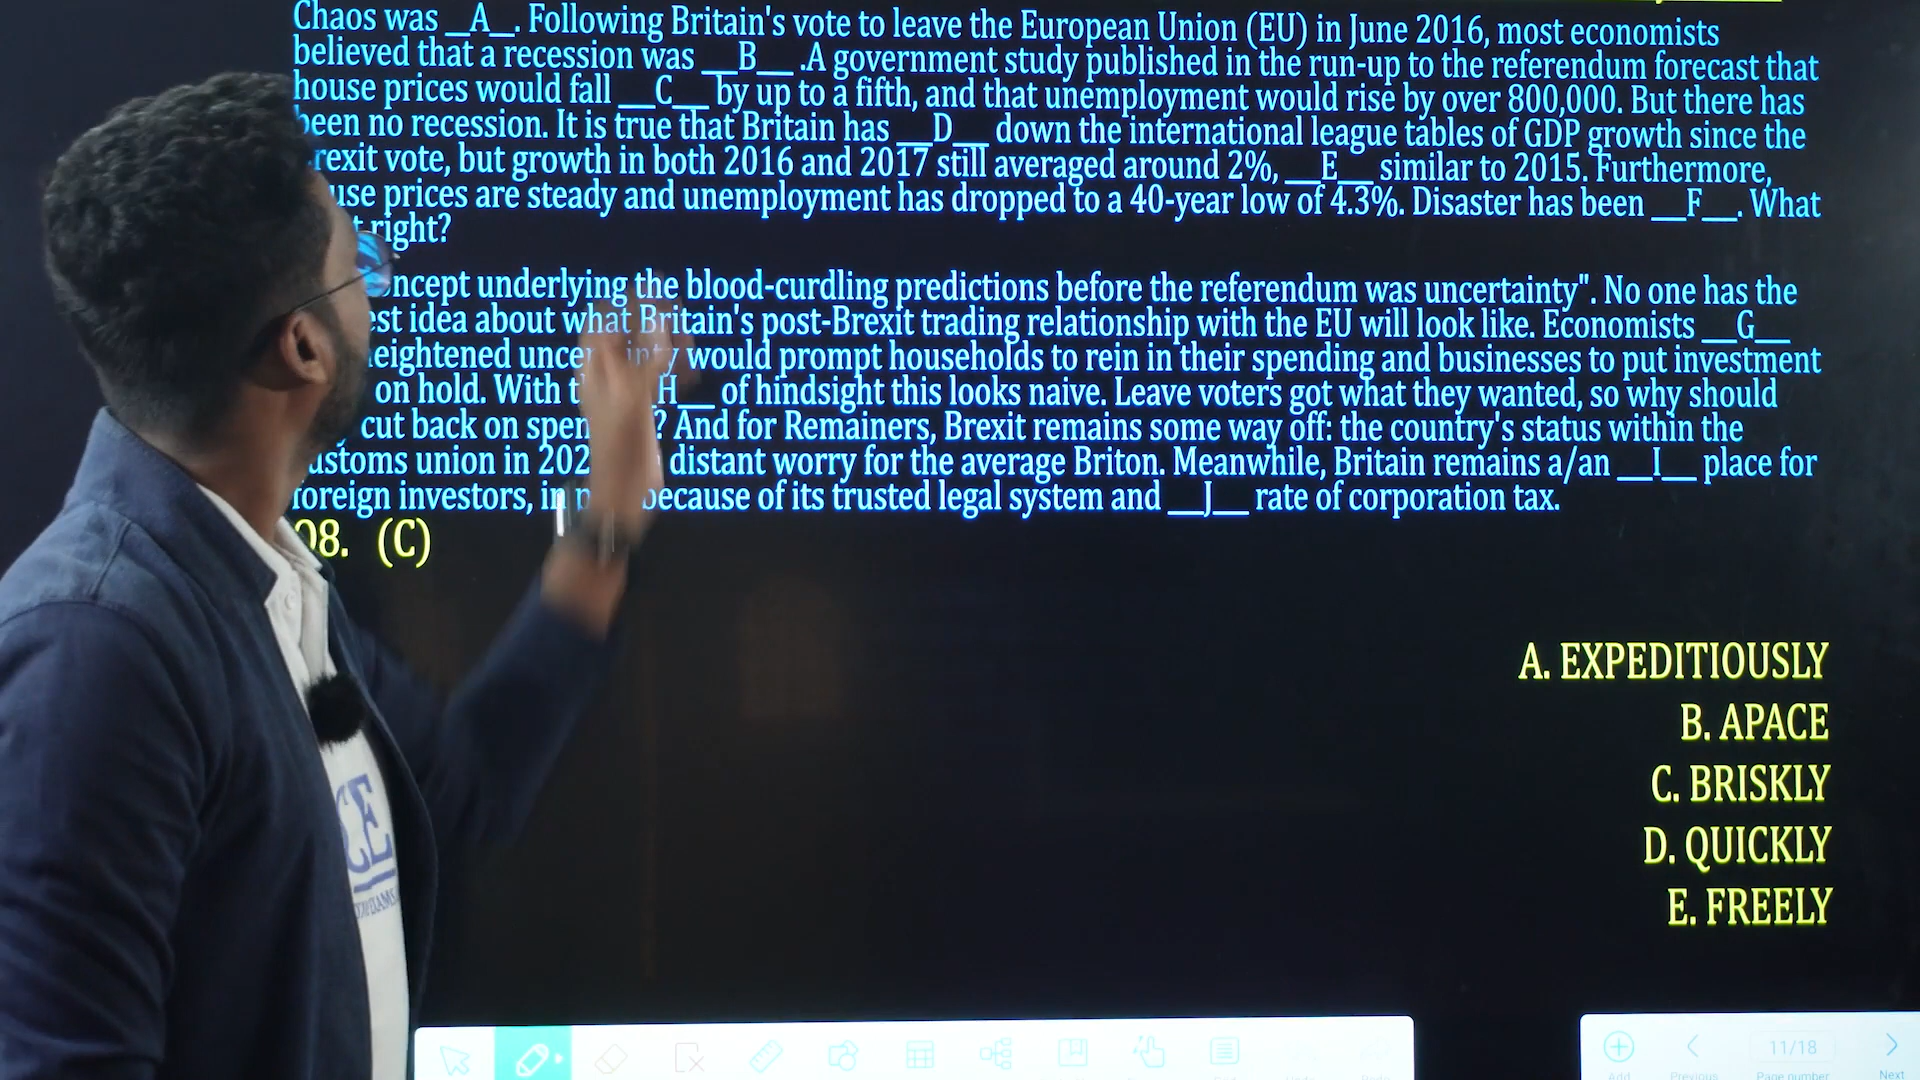 Chaos was __A__. Following Britain's vote to leave the European Union (EU) in June 2016, most economists
believed that a recession was __B__ .A government study published in the run-up to the referendum forecast that
house prices would fall __C__ by up to a fifth, and that unemployment would rise by over 800,000. But there has
been no recession. It is true that Britain has __D__ down the international league tables of GDP growth since the
rexit vote, but growth in both 2016 and 2017 still averaged around 2%, __E__ similar to 2015. Furthermore,
use prices are steady and unemployment has dropped to a 40-year low of 4.3%. Disaster has been __F__. What
t right?
ncept underlying the blood-curdling predictions before the referendum was uncertainty". No one has the
est idea about what Britain's post-Brexit trading relationship with the EU will look like. Economists __G__
eightened uncertainty would prompt households to rein in their spending and businesses to put investment
on hold. With t H__ of hindsight this looks naive. Leave voters got what they wanted, so why should
cut back on spen ? And for Remainers, Brexit remains some way off: the country's status within the
ustoms union in 202 distant worry for the average Briton. Meanwhile, Britain remains a/an __I__ place for
foreign investors, in p because of its trusted legal system and __J__ rate of corporation tax.
08. (C)
A. EXPEDITIOUSLY
B. APACE
C. BRISKLY
D. QUICKLY
E. FREELY
CE
EXAMS
Add
Previous
11/18
Page number
Next